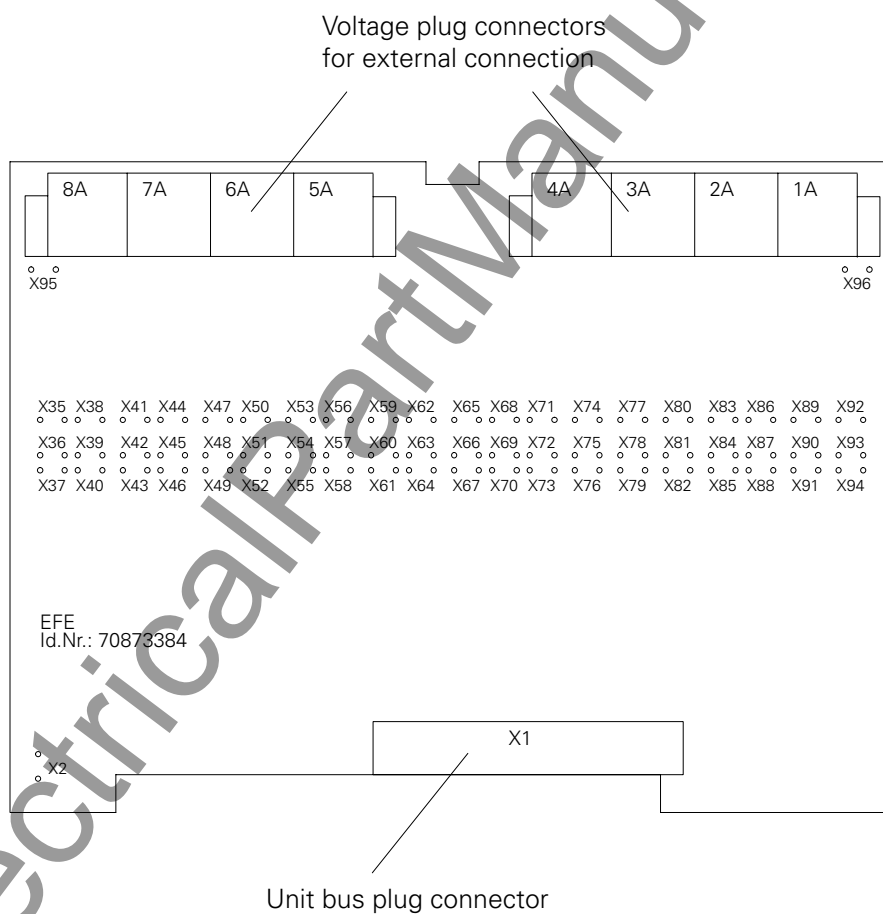 Voltage plug connectors
for external connection
8A 7A 6A 5A 4A 3A 2A 1A
X95 X96
X35 X38 X41 X44 X47 X50 X53 X56 X59 X62 X65 X68 X71 X74 X77 X80 X83 X86 X89 X92
X36 X39 X42 X45 X48 X51 X54 X57 X60 X63 X66 X69 X72 X75 X78 X81 X84 X87 X90 X93
X37 X40 X43 X46 X49 X52 X55 X58 X61 X64 X67 X70 X73 X76 X79 X82 X85 X88 X91 X94
EFE
Id.Nr.: 70873384
X1
X2
Unit bus plug connector
ectricalPartManu